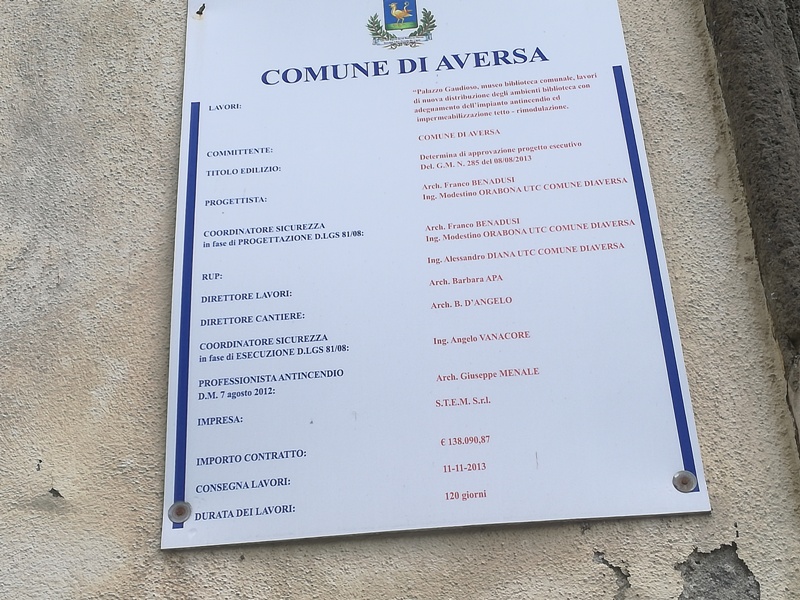 COMUNE DI AVERSA
LAVORI: "Palazzo Gaudioso, museo biblioteca comunale, lavori
di nuova distribuzione degli ambienti biblioteca con
adeguamento dell'impianto antincendio ed
impermeabilizzazione tetto - rimodulazione.
COMMITTENTE: COMUNE DI AVERSA
TITOLO EDILIZIO: Determina di approvazione progetto esecutivo
Del. G.M. N. 285 del 08/08/2013
PROGETTISTA: Arch. Franco BENADUSI
Ing. Modestino ORABONA UTC COMUNE DIAVERSA
COORDINATORE SICUREZZA Arch. Franco BENADUSI
in fase di PROGETTAZIONE D.LGS 81/08: Ing. Modestino ORABONA UTC COMUNE DIAVERSA
RUP: Ing. Alessandro DIANA UTC COMUNE DIAVERSA
DIRETTORE LAVORI: Arch. Barbara APA
DIRETTORE CANTIERE: Arch. B. D'ANGELO
COORDINATORE SICUREZZA
in fase di ESECUZIONE D.LGS 81/08: Ing. Angelo VANACORE
PROFESSIONISTA ANTINCENDIO
D.M. 7 agosto 2012: Arch. Giuseppe MENALE
IMPRESA: S.T.E.M. S.r.l.
IMPORTO CONTRATTO: € 138.090,87
CONSEGNA LAVORI: 11-11-2013
DURATA DEI LAVORI: 120 giorni